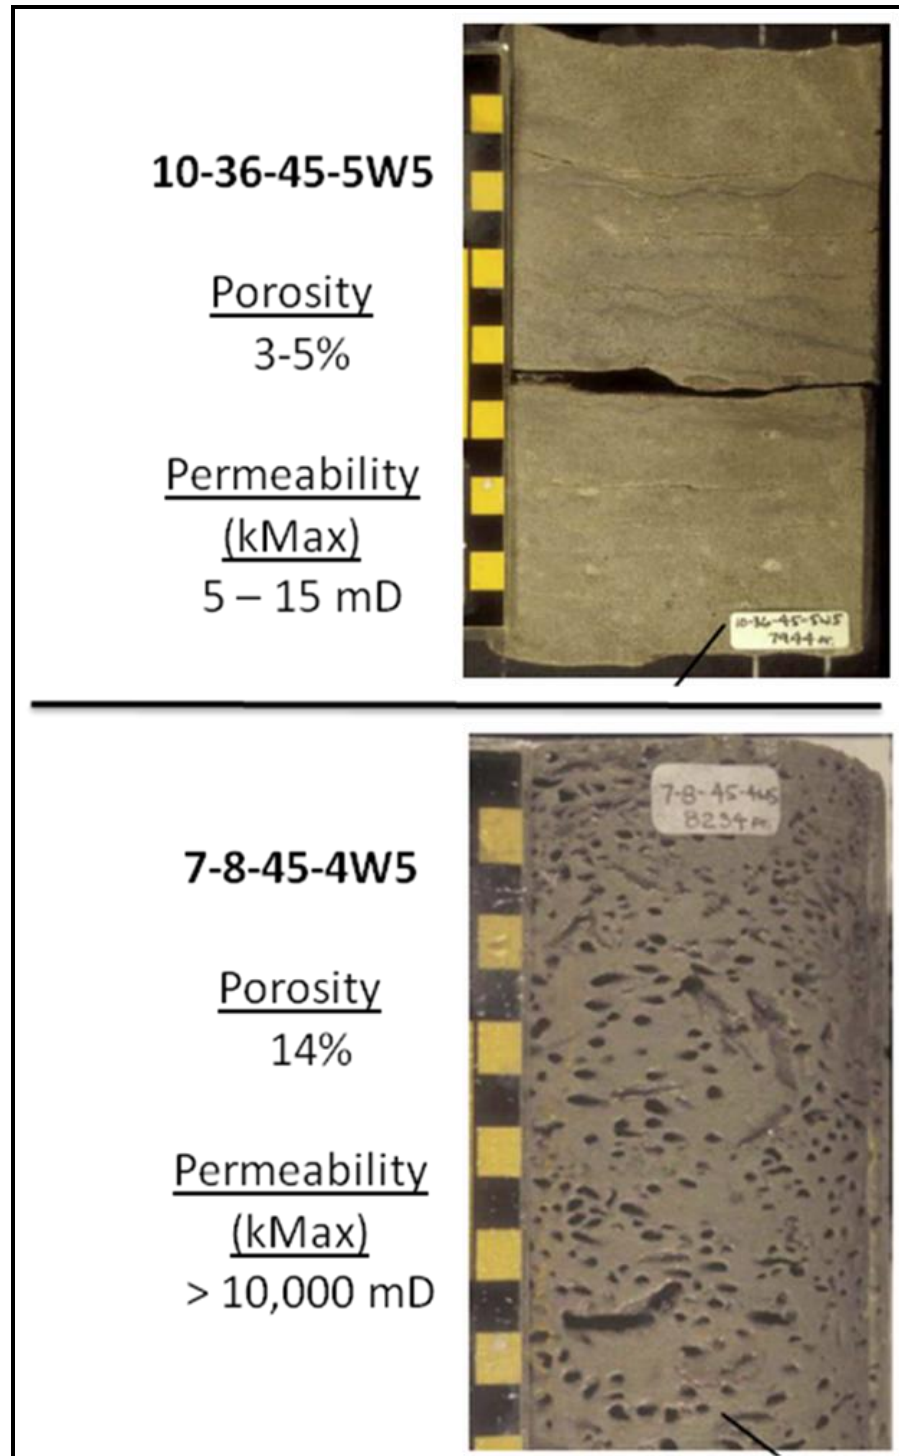 10-36-45-5W5
Porosity
3-5%
Permeability
(kMax)
5 – 15 mD
10-36-45-5W5
7944 FT.
7-8-45-4W5
Porosity
14%
Permeability
(kMax)
> 10,000 mD
7-8-45-4W5
8234 FT.